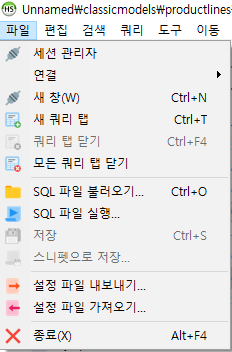 HS Unnamed\classicmodels\productlines
파일 편집 검색 쿼리 도구 이동
세션 관리자
연결
새 창(W) Ctrl+N
새 쿼리 탭 Ctrl+T
쿼리 탭 닫기 Ctrl+F4
모든 쿼리 탭 닫기
SQL 파일 불러오기... Ctrl+O
SQL 파일 실행...
저장 Ctrl+S
스니펫으로 저장...
설정 파일 내보내기...
설정 파일 가져오기...
종료(X) Alt+F4